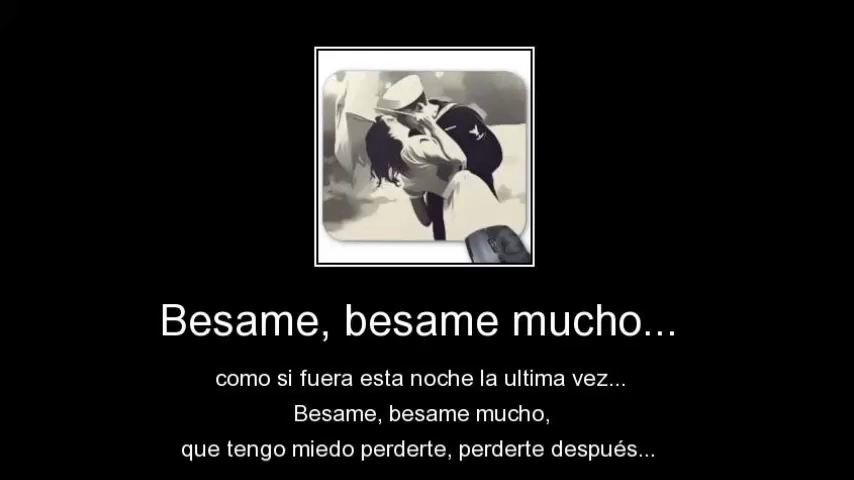 Besame, besame mucho...
como si fuera esta noche la ultima vez...
Besame, besame mucho,
que tengo miedo perderte, perderte después...